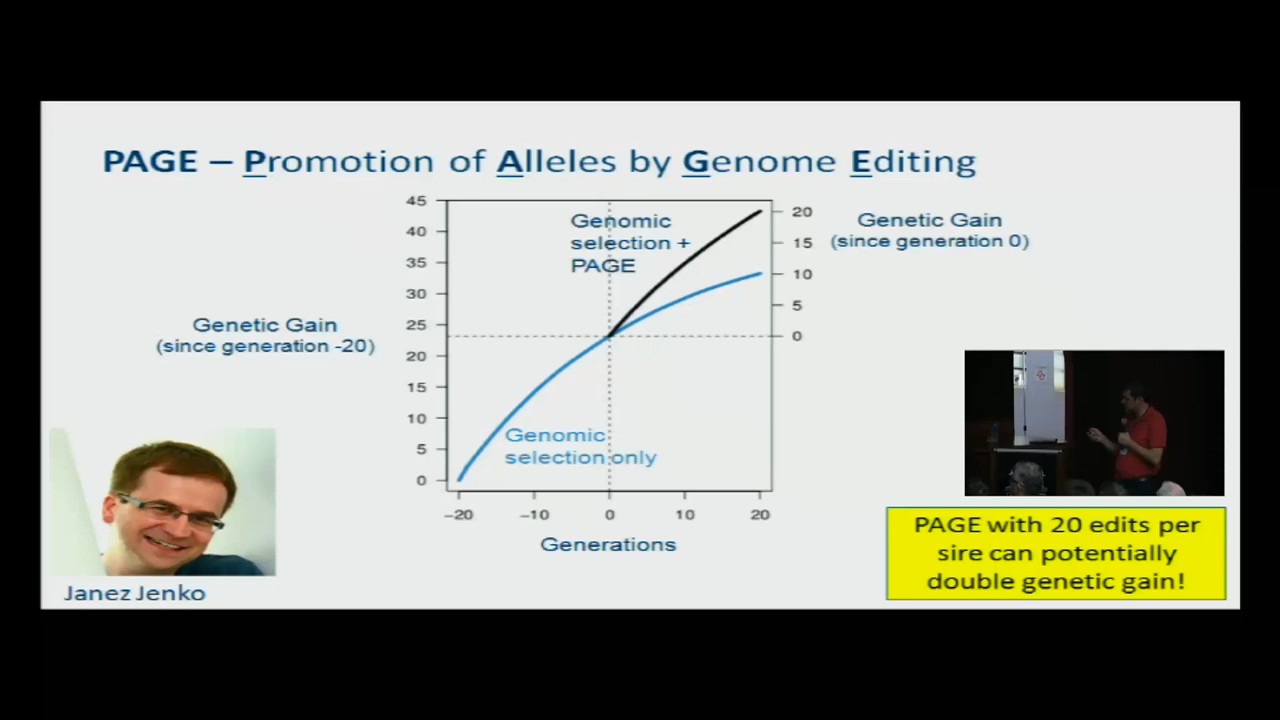 PAGE – Promotion of Alleles by Genome Editing
45
40
35
30
25
20
15
10
5
0
Genetic Gain
(since generation -20)
Genomic
selection +
PAGE
Genomic
selection only
20
15
10
5
0
Genetic Gain
(since generation 0)
−20
−10
0
10
20
Generations
Janez Jenko
PAGE with 20 edits per
sire can potentially
double genetic gain!